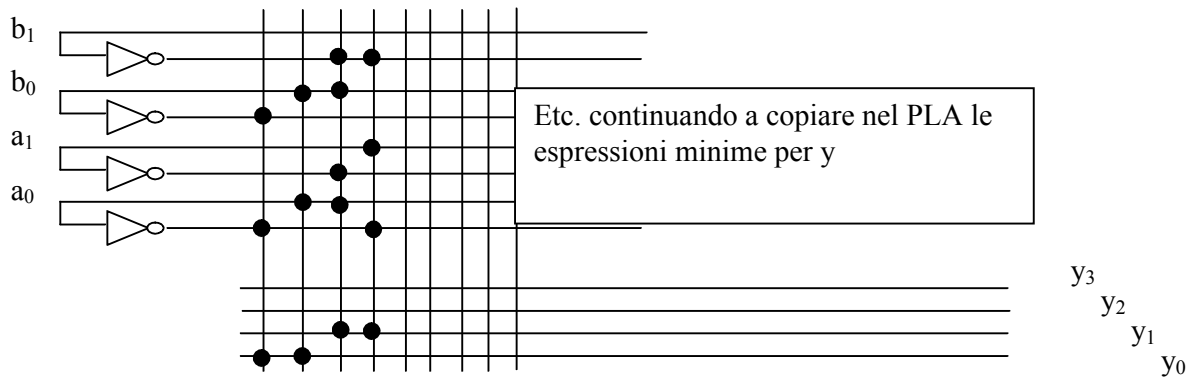 b₁
b₀
a₁
a₀
Etc. continuando a copiare nel PLA le
espressioni minime per y
y₃
y₂
y₁
y₀